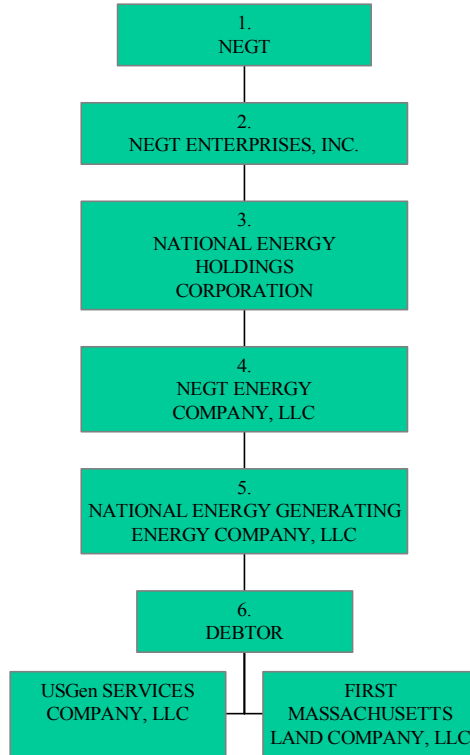 1.
NEGT
2.
NEGT ENTERPRISES, INC.
3.
NATIONAL ENERGY
HOLDINGS
CORPORATION
4.
NEGT ENERGY
COMPANY, LLC
5.
NATIONAL ENERGY GENERATING
ENERGY COMPANY, LLC
6.
DEBTOR
USGen SERVICES
COMPANY, LLC
FIRST
MASSACHUSETTS
LAND COMPANY, LLC